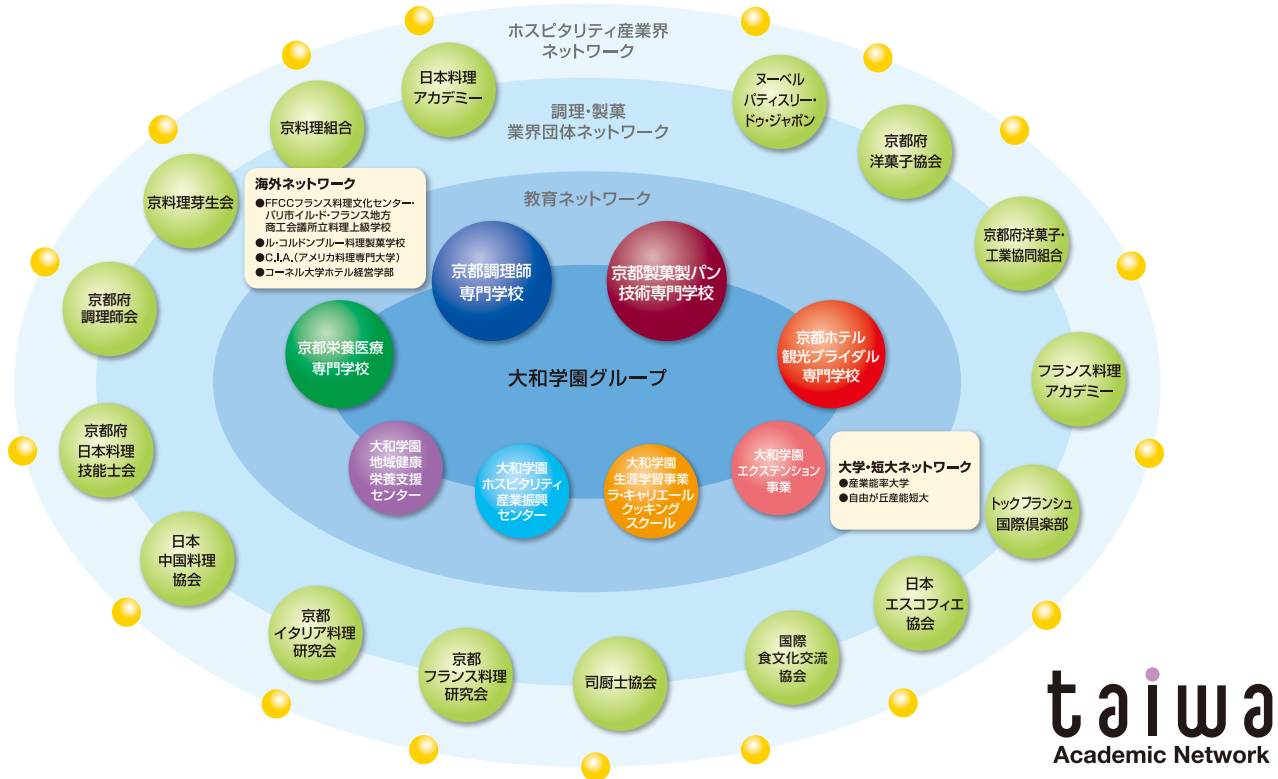 ホスピタリティ産業界
ネットワーク
調理・製菓
業界団体ネットワーク
教育ネットワーク
日本料理
アカデミー
ヌーベル
パティスリー・
ドゥ・ジャポン
京料理組合
京都府
洋菓子協会
京料理芽生会
京都府洋菓子・
工業協同組合
海外ネットワーク
●FFCCフランス料理文化センター・
パリ市イル・ド・フランス地方
商工会議所立料理上級学校
●ル・コルドンブルー料理製菓学校
●C.I.A.(アメリカ料理専門大学)
●コーネル大学ホテル経営学部
京都調理師
専門学校
京都製菓製パン
技術専門学校
京都府
調理師会
京都栄養医療
専門学校
京都ホテル
観光ブライダル
専門学校
大和学園グループ
フランス料理
アカデミー
京都府
日本料理
技能士会
大和学園
地域健康
栄養支援
センター
大和学園
ホスピタリティ
産業振興
センター
大和学園
生涯学習事業
ラ・キャリエール
クッキング
スクール
大和学園
エクステンション
事業
大学・短大ネットワーク
●産業能率大学
●自由が丘産能短大
トックブランシュ
国際倶楽部
日本
中国料理
協会
日本
エスコフィエ
協会
京都
イタリア料理
研究会
京都
フランス料理
研究会
司厨士協会
国際
食文化交流
協会
taiwa
Academic Network